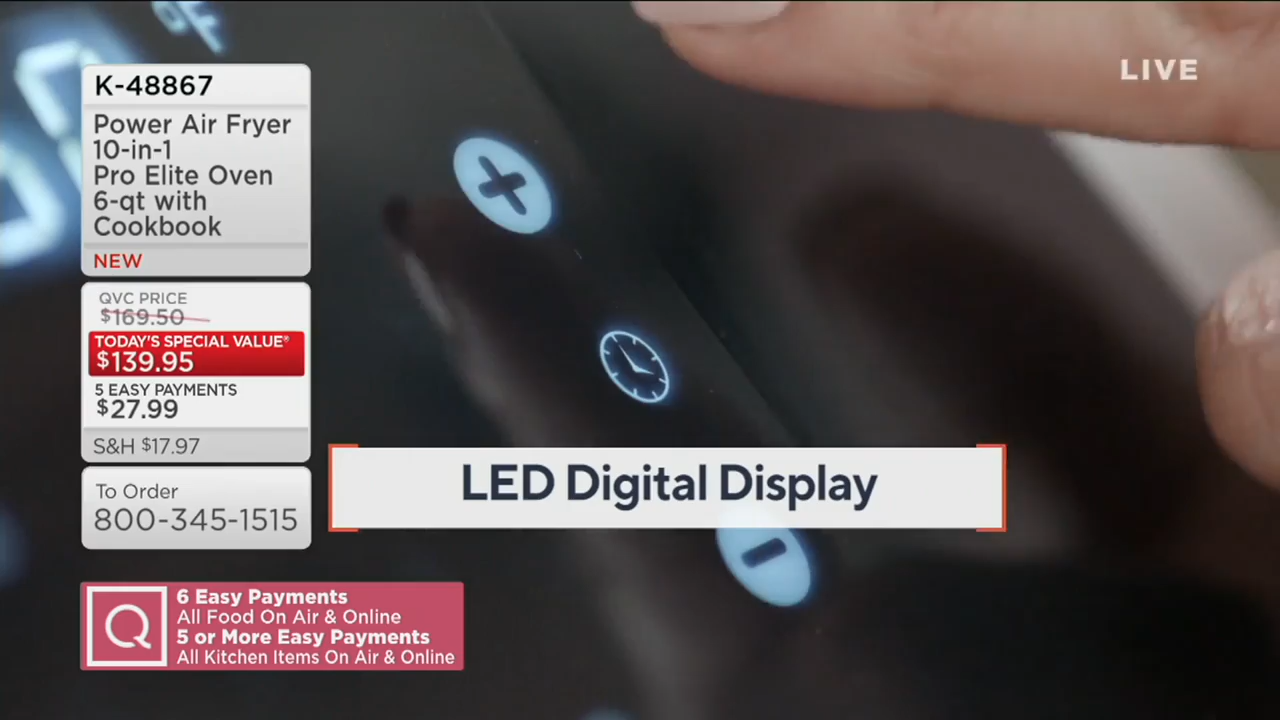 °F
LIVE
K-48867
Power Air Fryer
10-in-1
Pro Elite Oven
6-qt with
Cookbook
NEW
QVC PRICE
$169.50
TODAY'S SPECIAL VALUE®
$139.95
5 EASY PAYMENTS
$27.99
S&H $17.97
To Order
800-345-1515
LED Digital Display
Q
6 Easy Payments
All Food On Air & Online
5 or More Easy Payments
All Kitchen Items On Air & Online